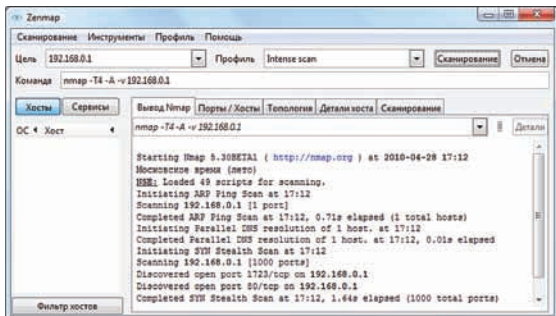 Zenmap
Сканирование Инструменты Профиль Помощь
Цель 192.168.0.1 Профиль Intense scan Сканирование Отмена
Команда nmap -T4 -A -v 192.168.0.1
Хосты Сервисы Вывод Nmap Порты / Хосты Топология Детали хоста Сканирование
ОС Хост nmap -T4 -A -v 192.168.0.1 Детали
Starting Nmap 5.30BETA1 ( http://nmap.org ) at 2010-04-28 17:12
Московское время (лето)
NSE: Loaded 49 scripts for scanning.
Initiating ARP Ping Scan at 17:12
Scanning 192.168.0.1 [1 port]
Completed ARP Ping Scan at 17:12, 0.71s elapsed (1 total hosts)
Initiating Parallel DNS resolution of 1 host. at 17:12
Completed Parallel DNS resolution of 1 host. at 17:12, 0.01s elapsed
Initiating SYN Stealth Scan at 17:12
Scanning 192.168.0.1 [1000 ports]
Discovered open port 1723/tcp on 192.168.0.1
Discovered open port 80/tcp on 192.168.0.1
Completed SYN Stealth Scan at 17:12, 1.64s elapsed (1000 total ports)
Фильтр хостов